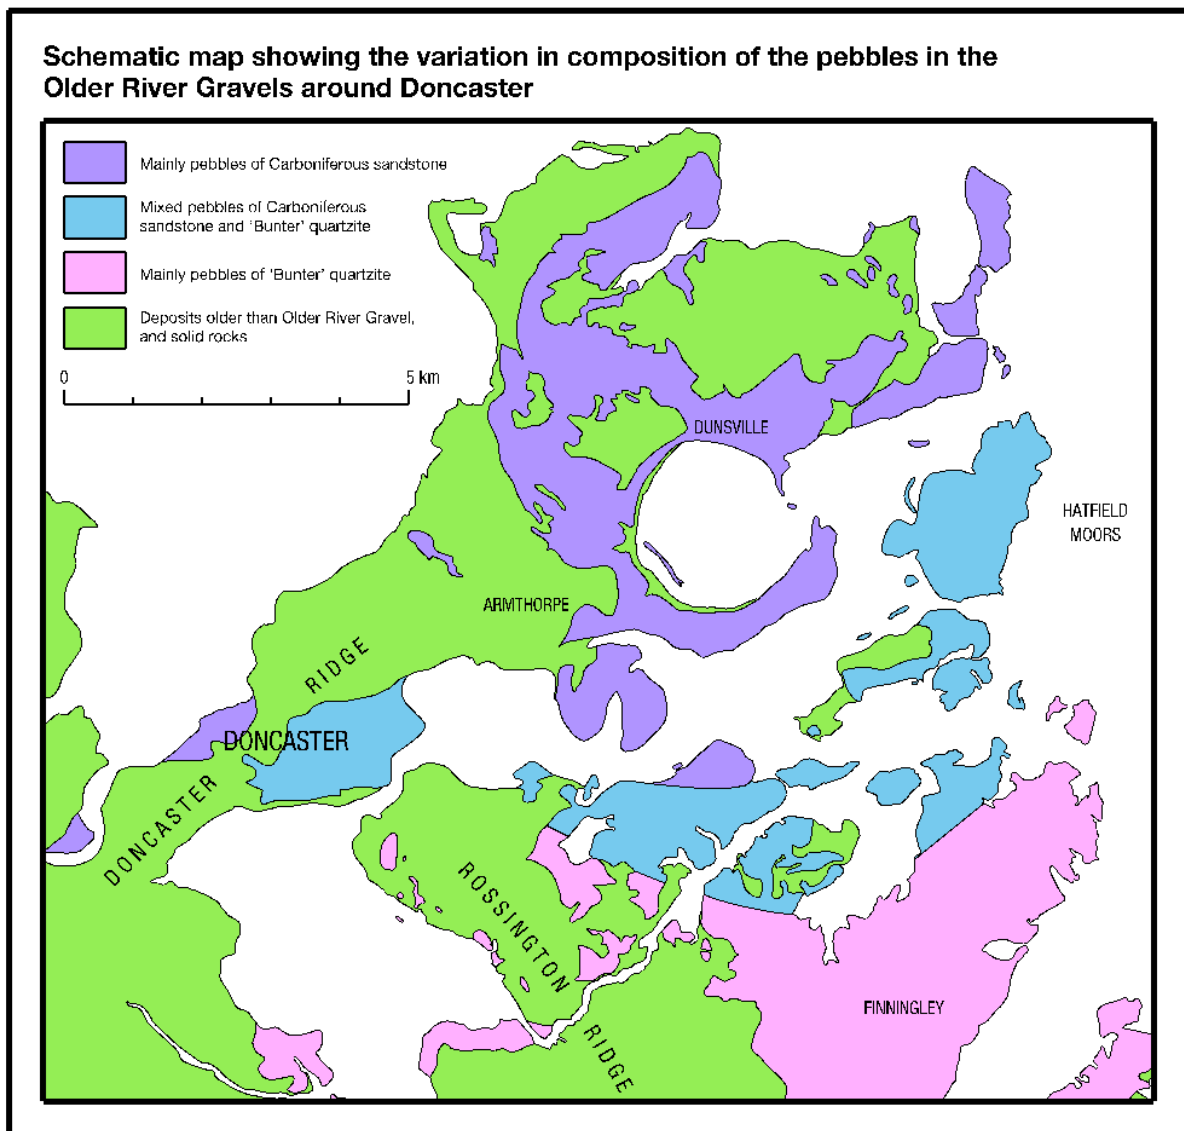 Schematic map showing the variation in composition of the pebbles in the
Older River Gravels around Doncaster
Mainly pebbles of Carboniferous sandstone
Mixed pebbles of Carboniferous
sandstone and 'Bunter' quartzite
Mainly pebbles of 'Bunter' quartzite
Deposits older than Older River Gravel,
and solid rocks
0 5 km
DUNSVILLE
HATFIELD
MOORS
ARMTHORPE
RIDGE
DONCASTER
DONCASTER
ROSSINGTON
FINNINGLEY
RIDGE